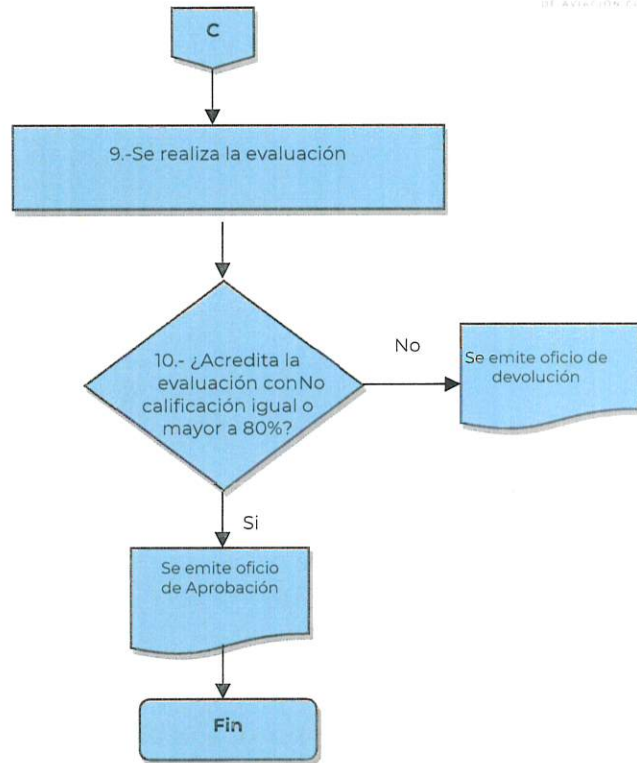 C
9.-Se realiza la evaluación
10.- ¿Acredita la
evaluación conNo
calificación igual o
mayor a 80%?
No
Se emite oficio de
devolución
Si
Se emite oficio
de Aprobación
Fin